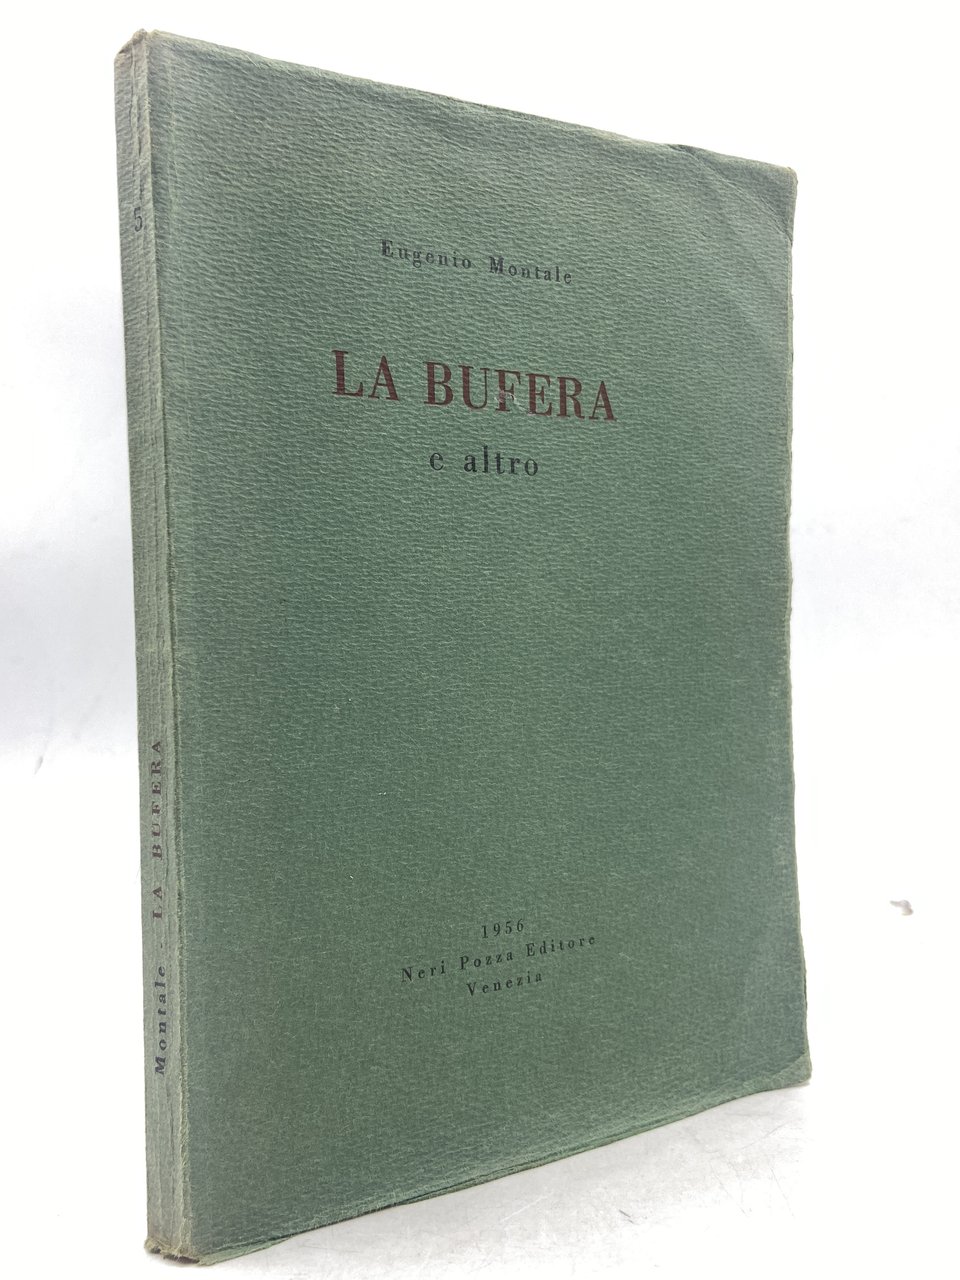 Eugenio Montale
LA BUFERA
e altro
1956
Neri Pozza Editore
Venezia
5
Montale - LA BUFERA